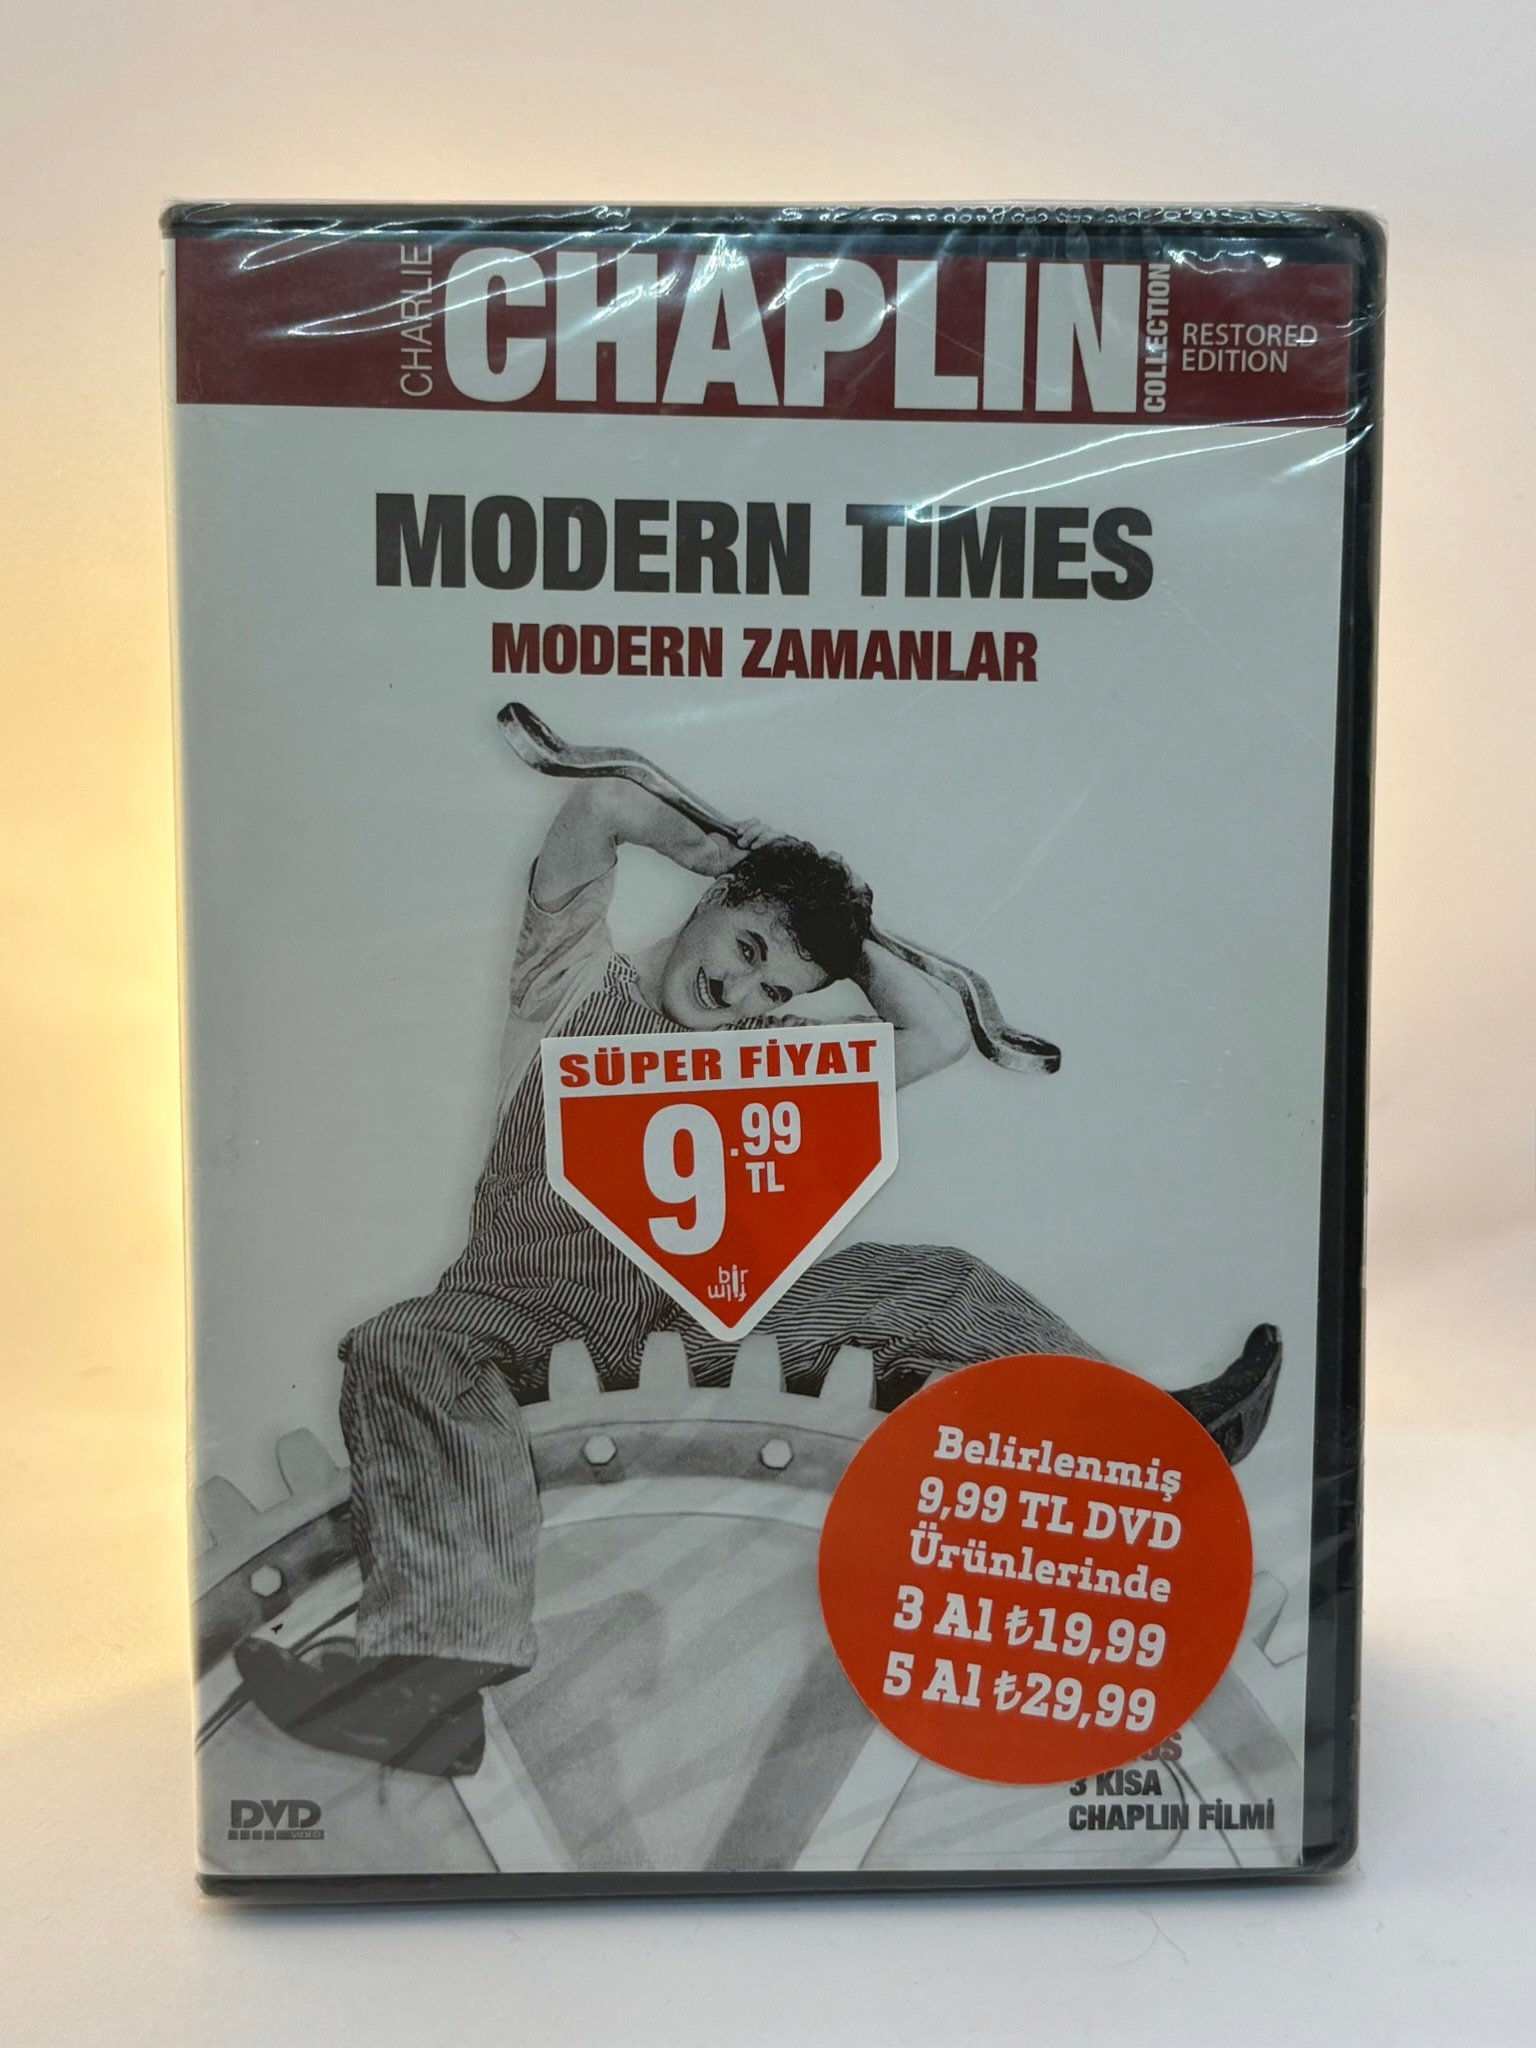 CHARLIE
CHAPLIN
COLLECTION
RESTORED
EDITION
MODERN TIMES
MODERN ZAMANLAR
SÜPER FİYAT
9.99
TL
bir
film
Belirlenmiş
9,99 TL DVD
Ürünlerinde
3 Al ₺19,99
5 Al ₺29,99
3 KISA
CHAPLIN FİLMİ
DVD
VIDEO